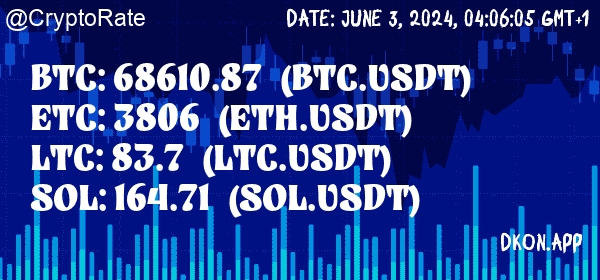 @CryptoRate
DATE: JUNE 3, 2024, 04:06:05 GMT+1
BTC: 68610.87 (BTC.USDT)
ETC: 3806 (ETH.USDT)
LTC: 83.7 (LTC.USDT)
SOL: 164.71 (SOL.USDT)
DKON.APP